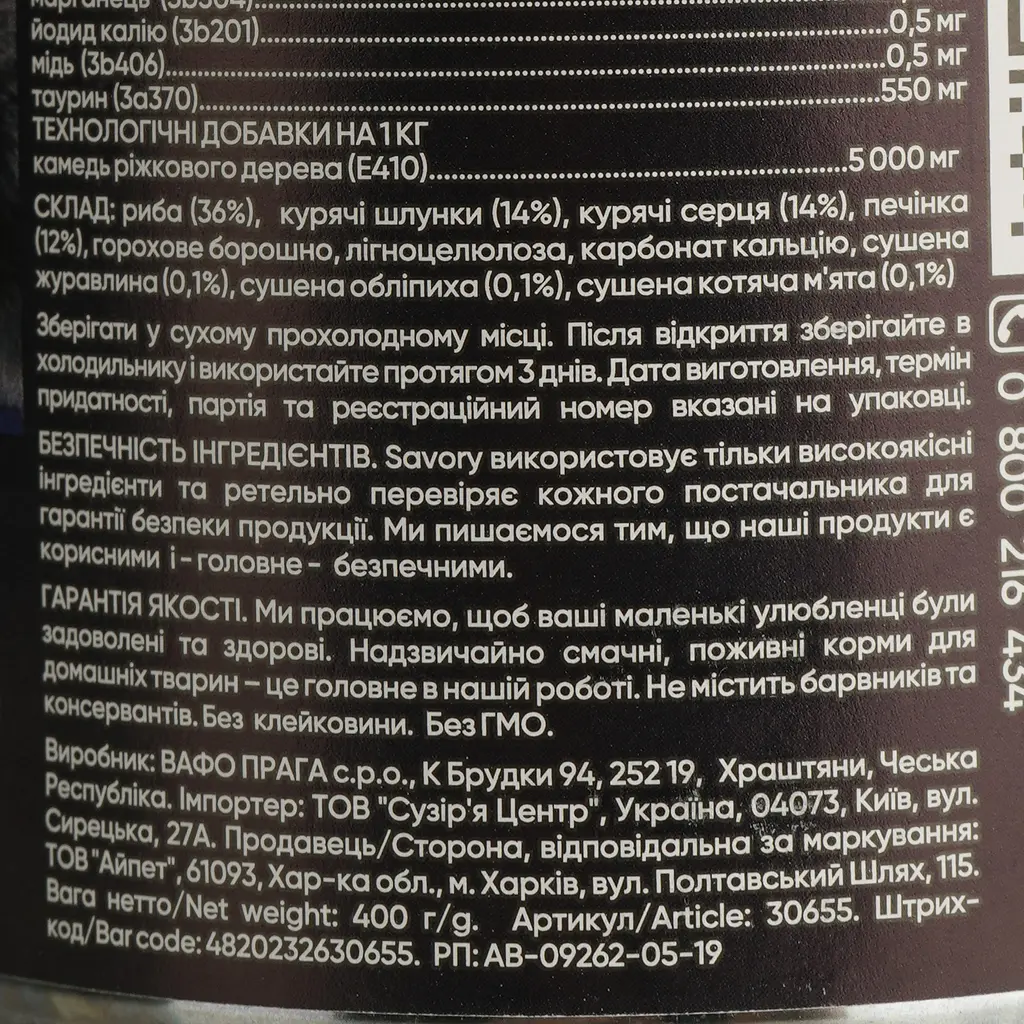 марганець (3b504)
йодид калію (3b201)..........0,5 мг
мідь (3b406)..........0,5 мг
таурин (3a370)..........550 мг
ТЕХНОЛОГІЧНІ ДОБАВКИ НА 1 КГ
камедь ріжкового дерева (Е410)..........5 000 мг
СКЛАД: риба (36%), курячі шлунки (14%), курячі серця (14%), печінка
(12%), горохове борошно, лігноцелюлоза, карбонат кальцію, сушена
журавлина (0,1%), сушена обліпиха (0,1%), сушена котяча м'ята (0,1%)
Зберігати у сухому прохолодному місці. Після відкриття зберігайте в
холодильнику і використайте протягом 3 днів. Дата виготовлення, термін
придатності, партія та реєстраційний номер вказані на упаковці.
БЕЗПЕЧНІСТЬ ІНГРЕДІЄНТІВ. Savory використовує тільки високоякісні
інгредієнти та ретельно перевіряє кожного постачальника для
гарантії безпеки продукції. Ми пишаємося тим, що наші продукти є
корисними і - головне - безпечними.
ГАРАНТІЯ ЯКОСТІ. Ми працюємо, щоб ваші маленькі улюбленці були
задоволені та здорові. Надзвичайно смачні, поживні корми для
домашніх тварин – це головне в нашій роботі. Не містить барвників та
консервантів. Без клейковини. Без ГМО.
Виробник: ВАФО ПРАГА с.р.о., К Брудки 94, 252 19, Храштяни, Чеська
Республіка. Імпортер: ТОВ "Сузір'я Центр", Україна, 04073, Київ, вул.
Сирецька, 27А. Продавець/Сторона, відповідальна за маркування:
ТОВ "Айпет", 61093, Хар-ка обл., м. Харків, вул. Полтавський Шлях, 115.
Вага нетто/Net weight: 400 г/g. Артикул/Article: 30655. Штрих-
код/Bar code: 4820232630655. РП: АВ-09262-05-19
0 800 216 434